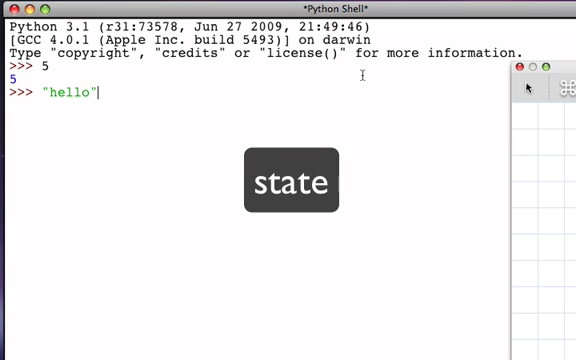 *Python Shell*
Python 3.1 (r31:73578, Jun 27 2009, 21:49:46)
[GCC 4.0.1 (Apple Inc. build 5493)] on darwin
Type "copyright", "credits" or "license()" for more information.
>>> 5
5
>>> "hello"
state